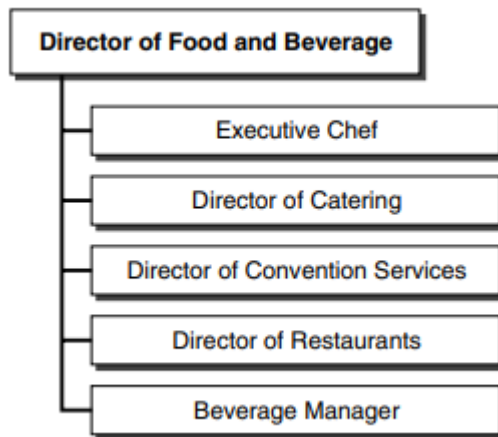 Director of Food and Beverage
Executive Chef
Director of Catering
Director of Convention Services
Director of Restaurants
Beverage Manager